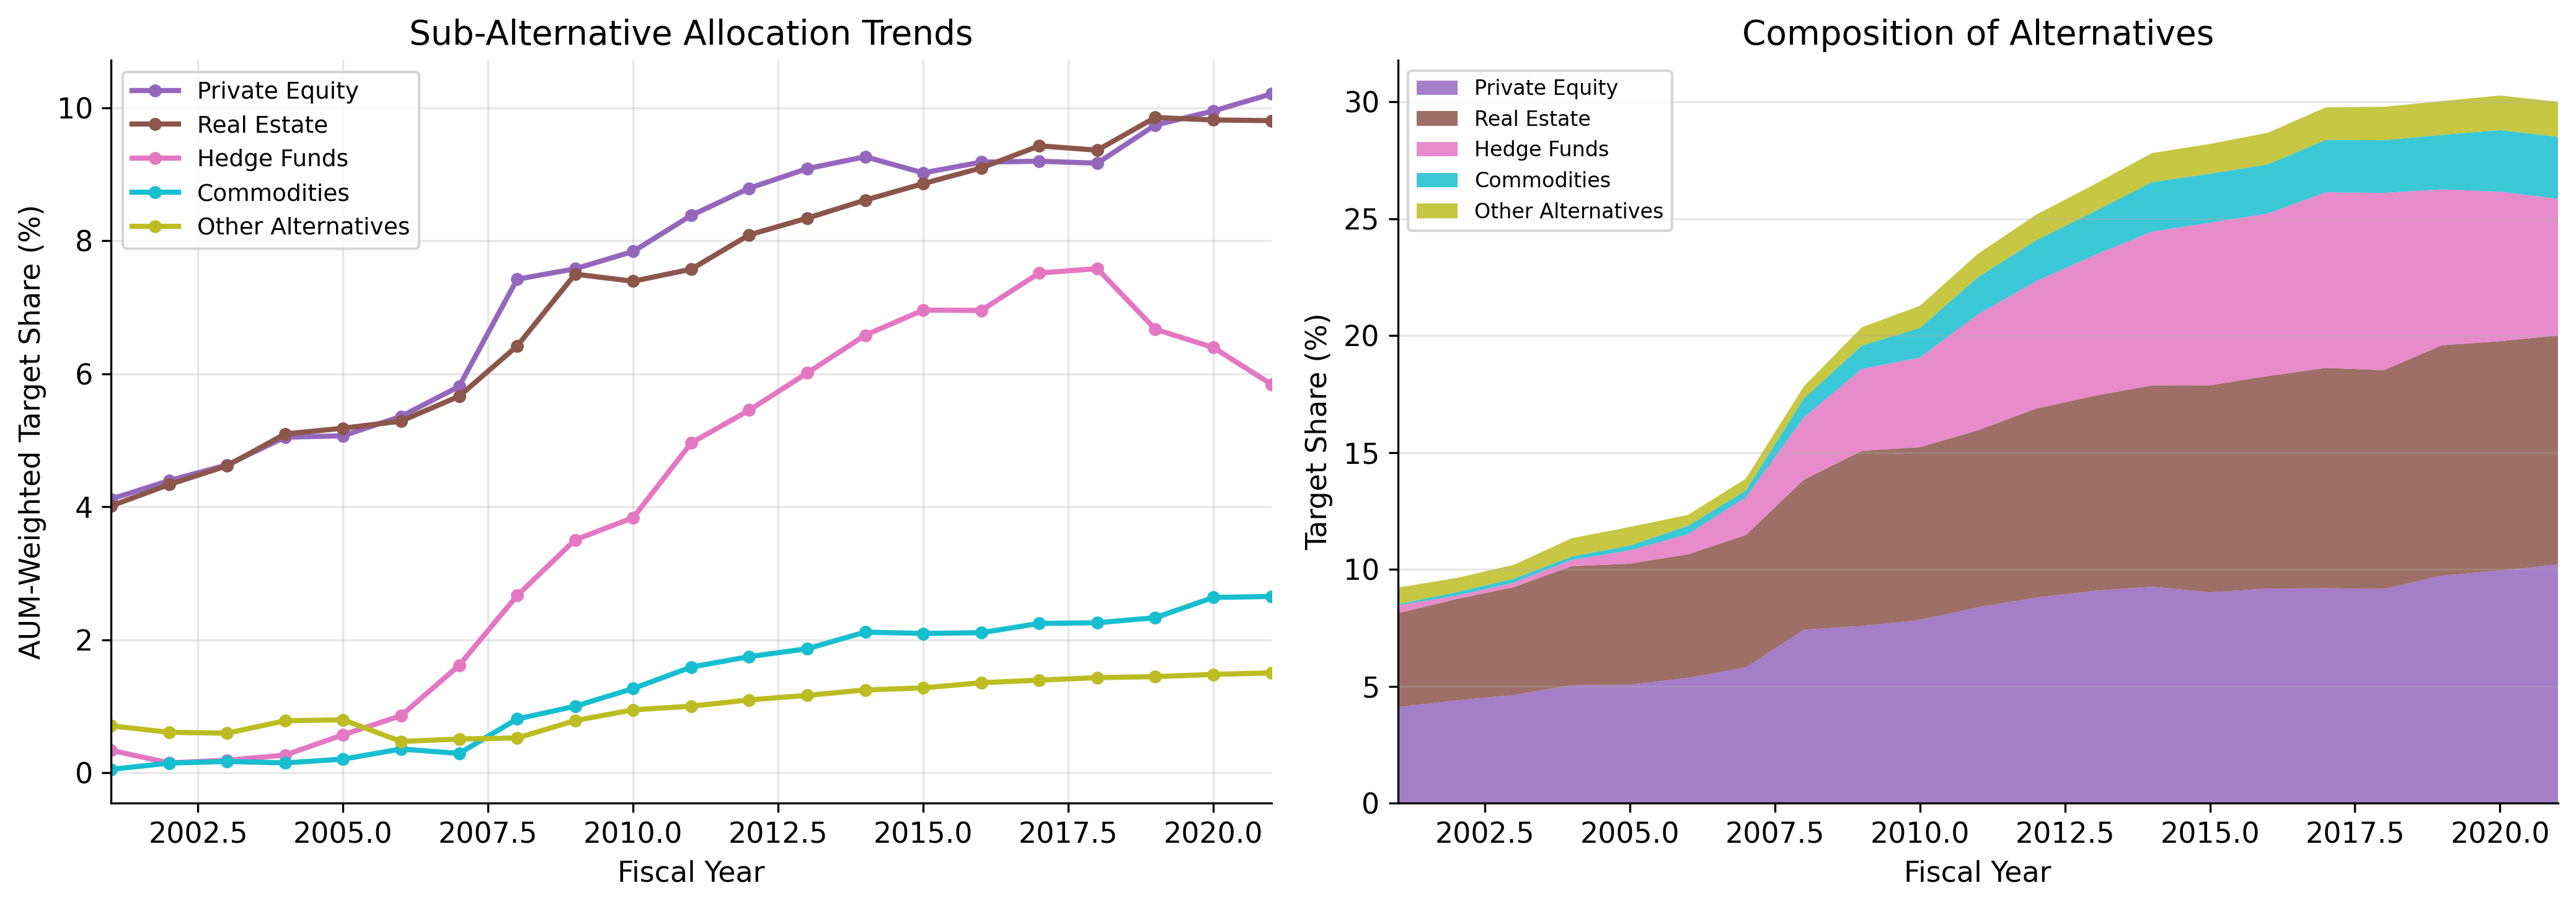 Sub-Alternative Allocation Trends
AUM-Weighted Target Share (%)
10
8
6
4
2
0
Private Equity
Real Estate
Hedge Funds
Commodities
Other Alternatives
2002.5 2005.0 2007.5 2010.0 2012.5 2015.0 2017.5 2020.0
Fiscal Year
Composition of Alternatives
Target Share (%)
30
25
20
15
10
5
0
Private Equity
Real Estate
Hedge Funds
Commodities
Other Alternatives
2002.5 2005.0 2007.5 2010.0 2012.5 2015.0 2017.5 2020.0
Fiscal Year